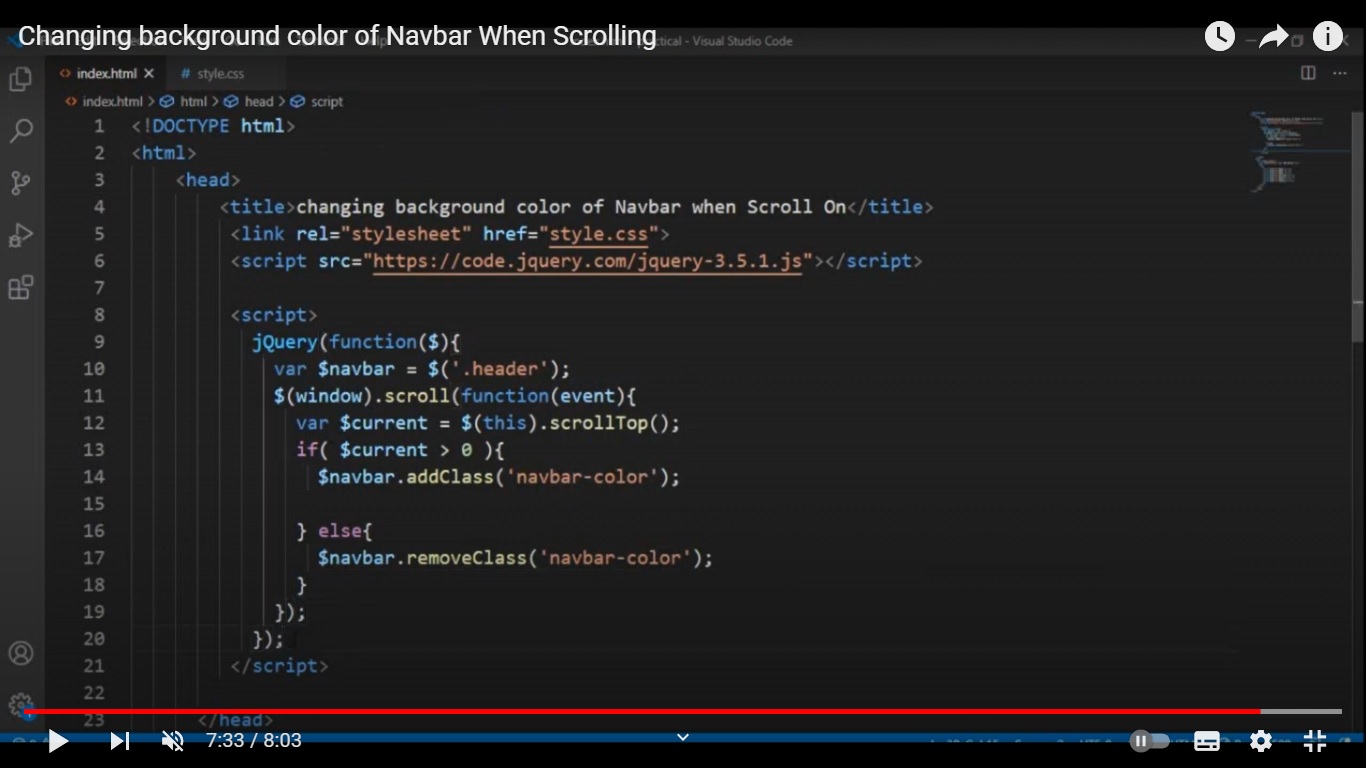 Changing background color of Navbar When Scrolling
Visual Studio Code
index.html
# style.css
index.html > html > head > script
1 <!DOCTYPE html>
2 <html>
3 <head>
4 <title>changing background color of Navbar when Scroll On</title>
5 <link rel="stylesheet" href="style.css">
6 <script src="https://code.jquery.com/jquery-3.5.1.js"></script>
7
8 <script>
9 jQuery(function($){
10 var $navbar = $('.header');
11 $(window).scroll(function(event){
12 var $current = $(this).scrollTop();
13 if( $current > 0 ){
14 $navbar.addClass('navbar-color');
15
16 } else{
17 $navbar.removeClass('navbar-color');
18 }
19 });
20 });
21 </script>
22
23 </head>
7:33 / 8:03